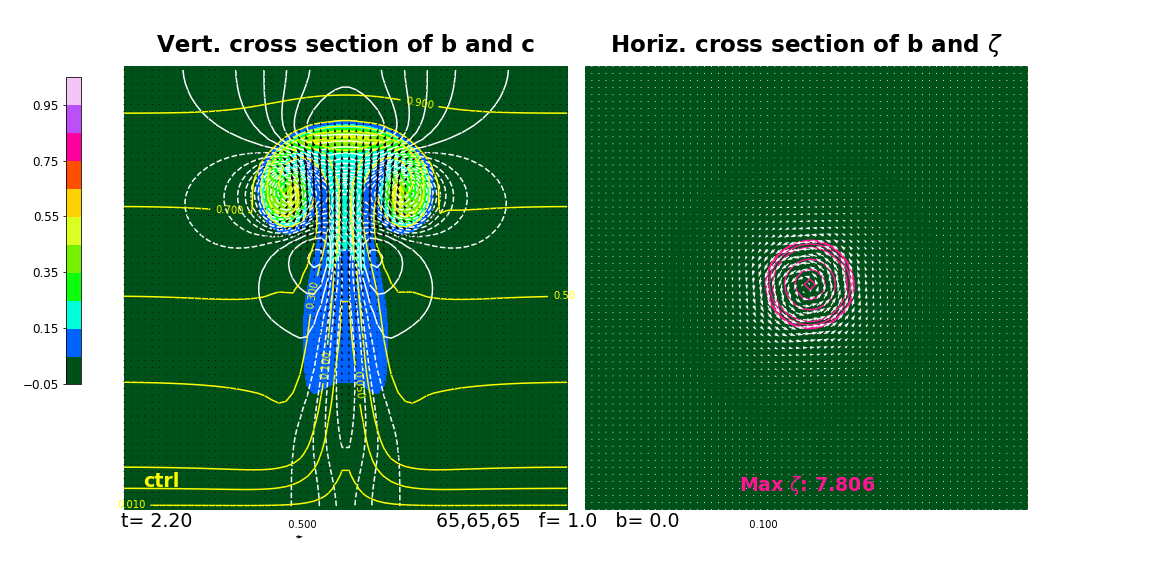 Vert. cross section of b and c
Horiz. cross section of b and ζ
0.95
0.75
0.55
0.35
0.15
−0.05
0.900
0.700
0.50
0.300
0.010
ctrl
Max ζ: 7.806
t= 2.20
65,65,65 f= 1.0 b= 0.0
0.500
0.100